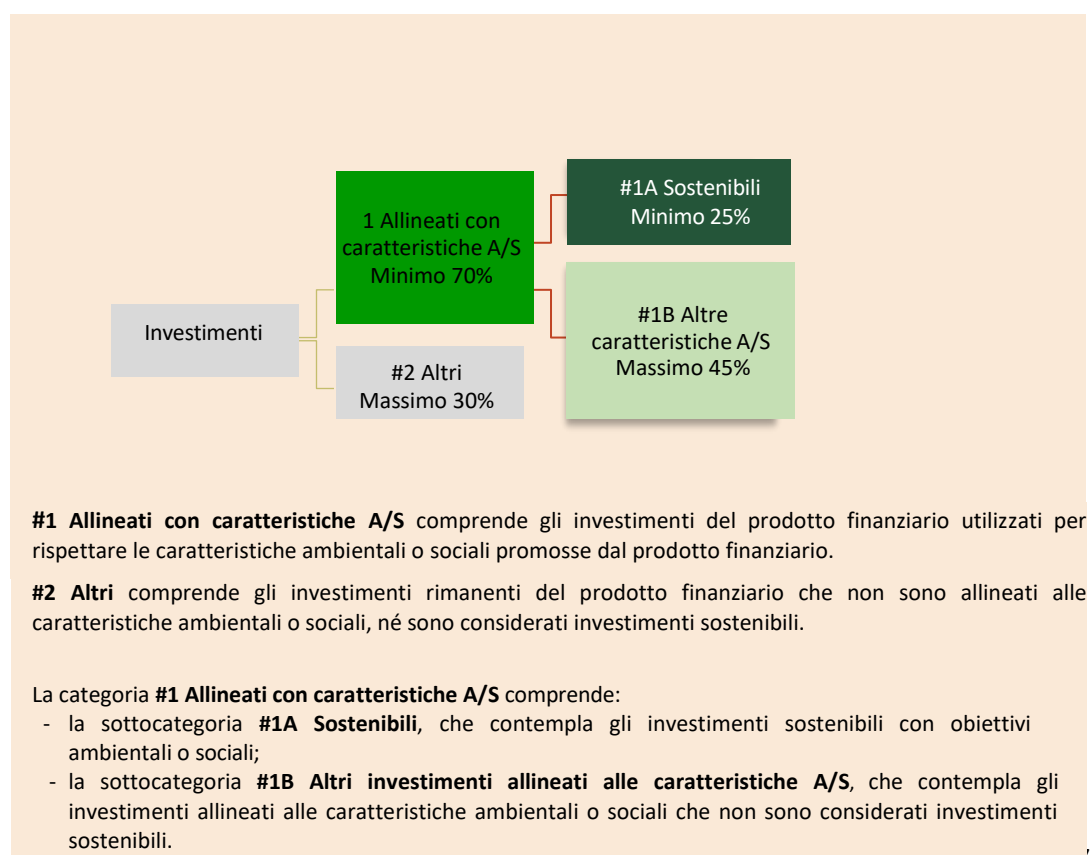 #1A Sostenibili
Minimo 25%
1 Allineati con
caratteristiche A/S
Minimo 70%
#1B Altre
caratteristiche A/S
Massimo 45%
Investimenti
#2 Altri
Massimo 30%
#1 Allineati con caratteristiche A/S comprende gli investimenti del prodotto finanziario utilizzati per
rispettare le caratteristiche ambientali o sociali promosse dal prodotto finanziario.
#2 Altri comprende gli investimenti rimanenti del prodotto finanziario che non sono allineati alle
caratteristiche ambientali o sociali, né sono considerati investimenti sostenibili.
La categoria #1 Allineati con caratteristiche A/S comprende:
- la sottocategoria #1A Sostenibili, che contempla gli investimenti sostenibili con obiettivi
ambientali o sociali;
- la sottocategoria #1B Altri investimenti allineati alle caratteristiche A/S, che contempla gli
investimenti allineati alle caratteristiche ambientali o sociali che non sono considerati investimenti
sostenibili.